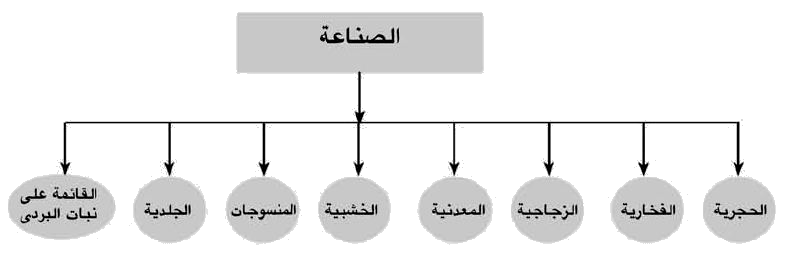 الصناعة
الحجرية
الفخارية
الزجاجية
المعدنية
الخشبية
المنسوجات
الجلدية
القائمة على
نبات البردى